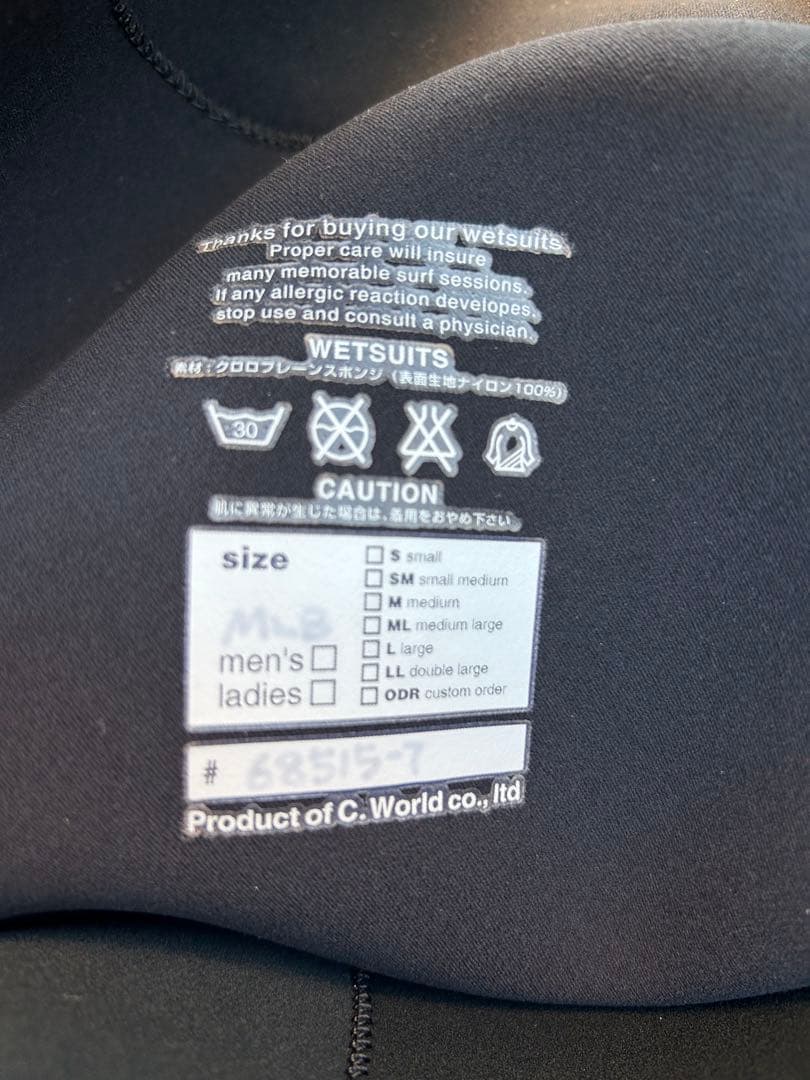 Thanks for buying our wetsuits.
Proper care will insure
many memorable surf sessions.
If any allergic reaction developes,
stop use and consult a physician.
WETSUITS
素材:クロロプレーンスポンジ (表面生地ナイロン100%)
30
CAUTION
肌に異常が生じた場合は、着用をおやめ下さい
size
S small
SM small medium
M medium
MLB
ML medium large
L large
men's
LL double large
ladies
ODR custom order
# 68515-7
Product of C. World co., ltd